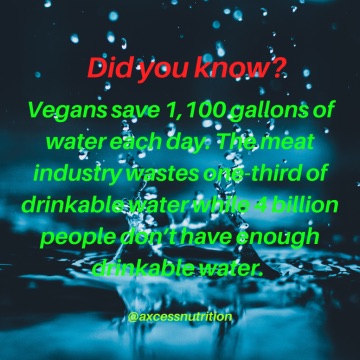 Did you know?
Vegans save 1,100 gallons of
water each day. The meat
industry wastes one-third of
drinkable water while 4 billion
people don't have enough
drinkable water.
@axcessnutrition